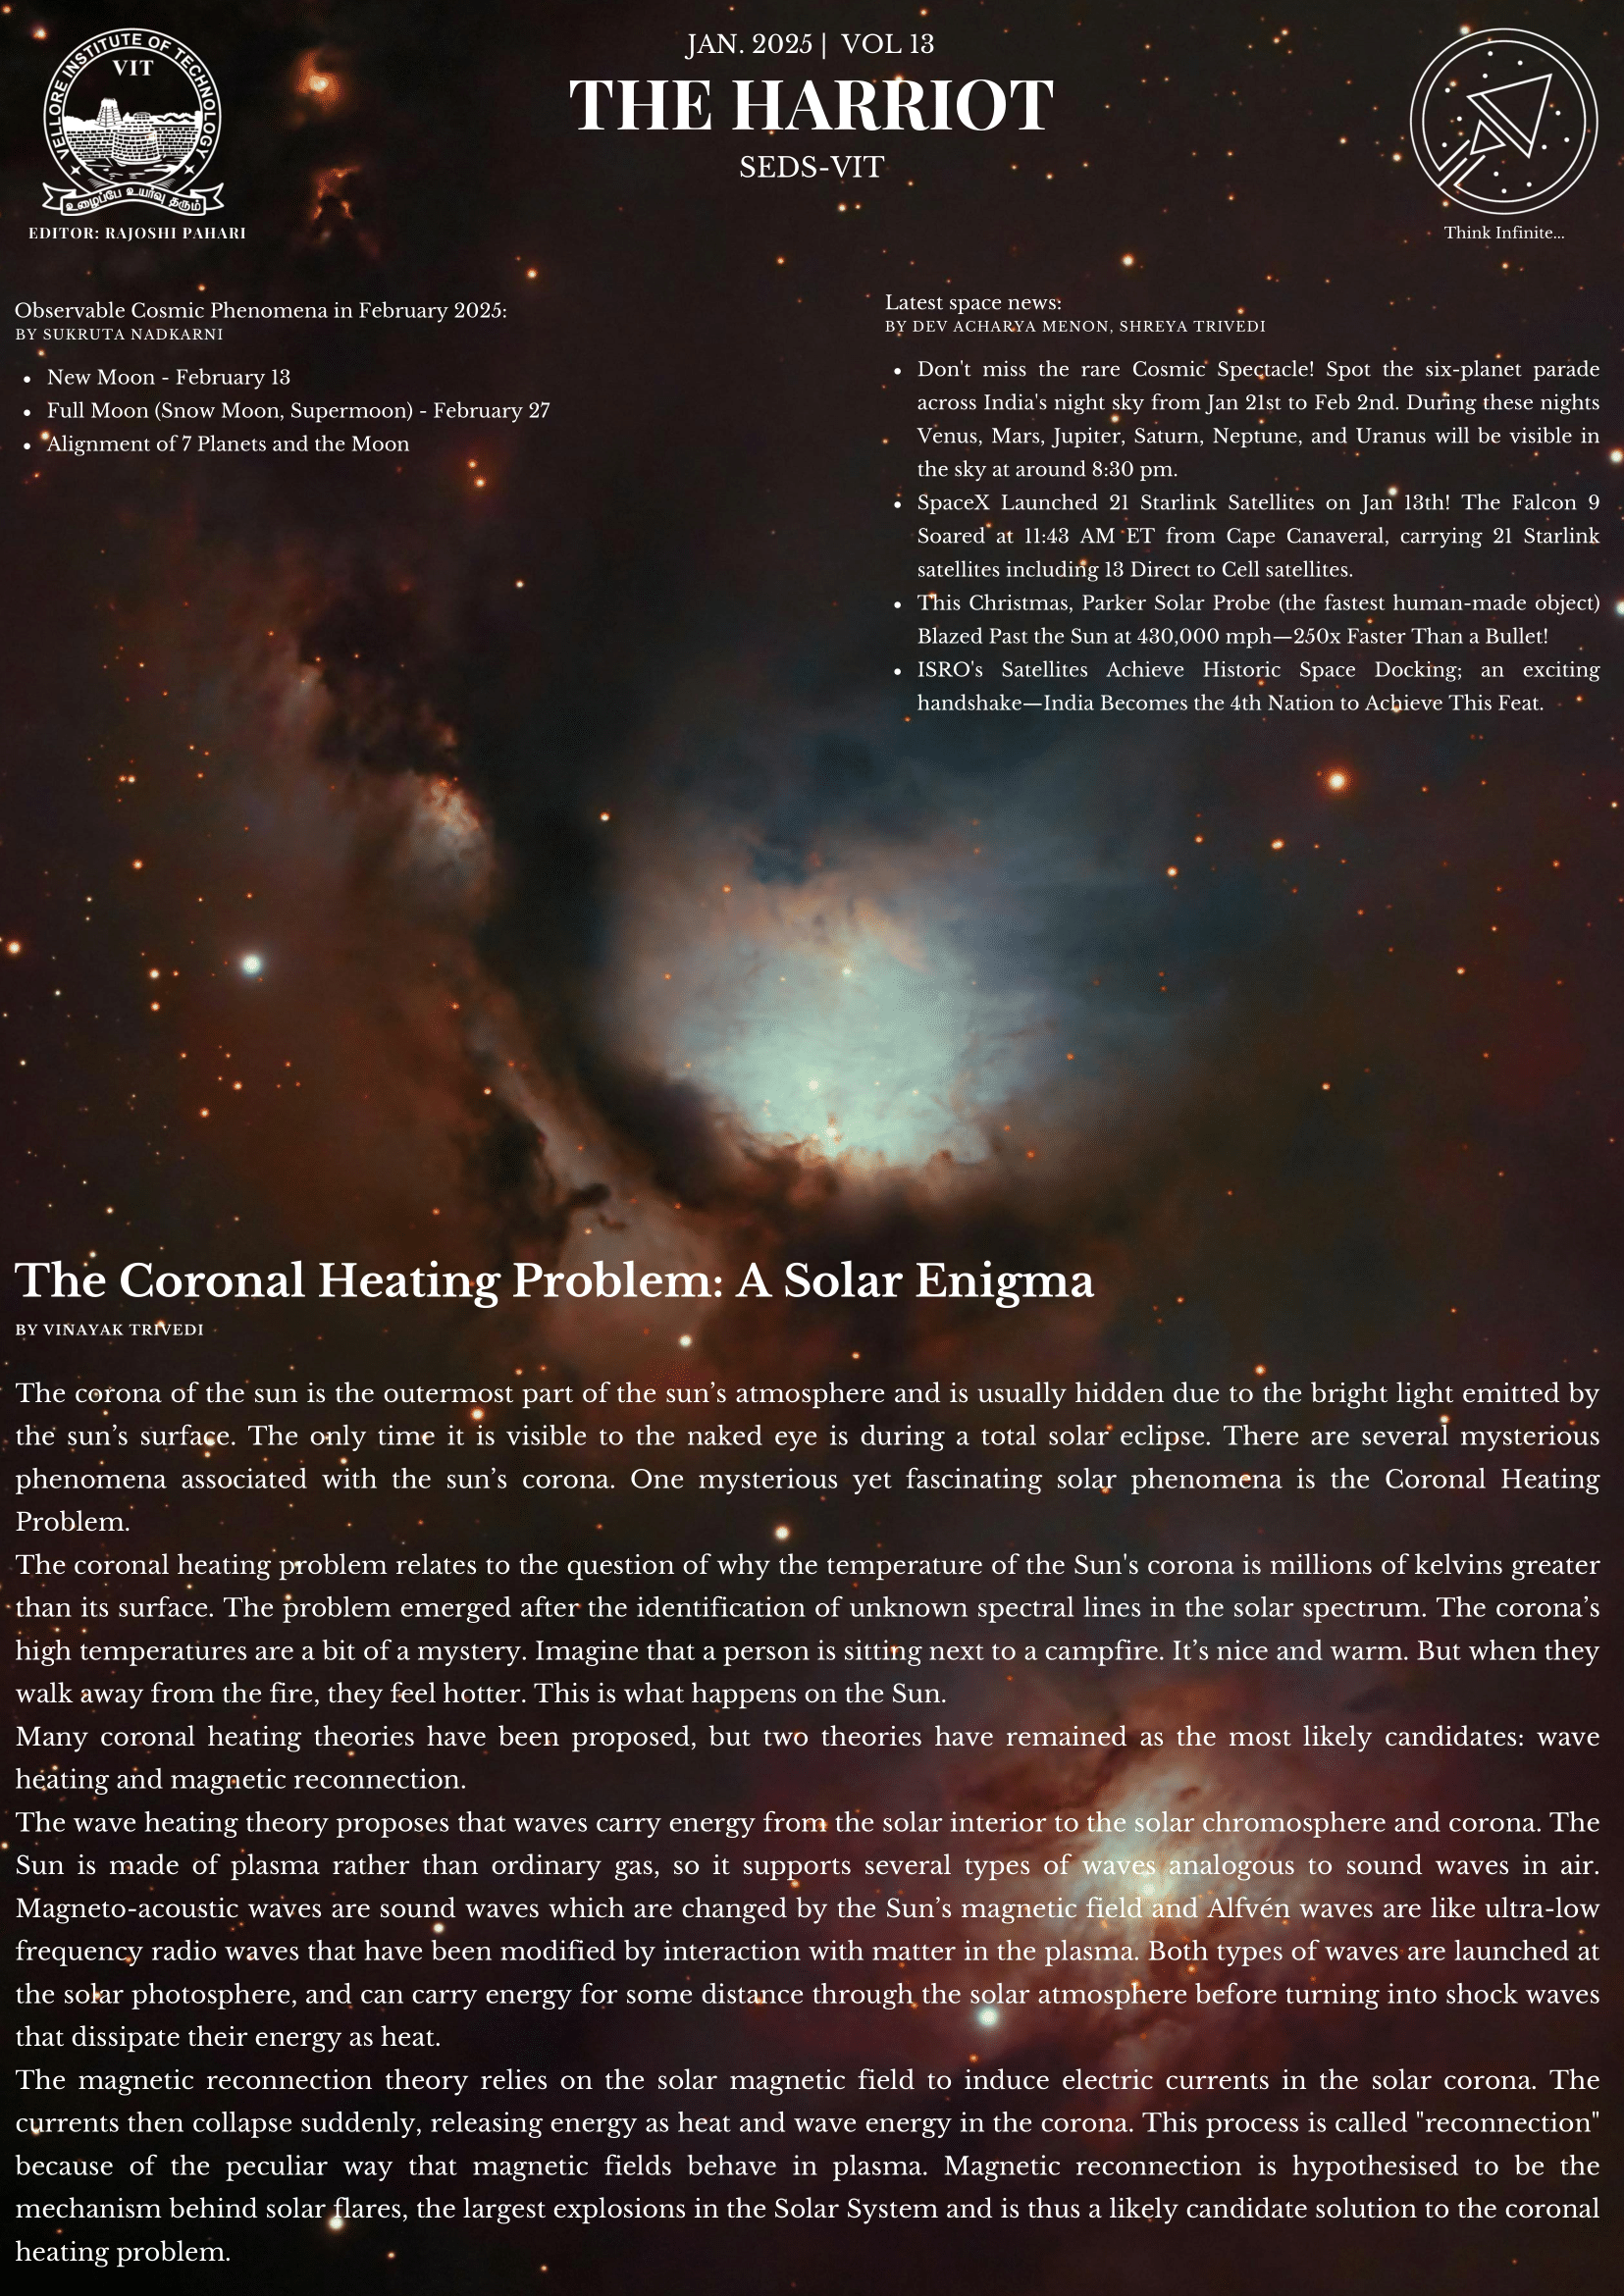 VELLORE INSTITUTE OF TECHNOLOGY
VIT
உழைப்பே உயர்வு தரும்
EDITOR: RAJOSHI PAHARI
JAN. 2025 | VOL 13
THE HARRIOT
SEDS-VIT
Think Infinite...
Observable Cosmic Phenomena in February 2025:
BY SUKRUTA NADKARNI
• New Moon - February 13
• Full Moon (Snow Moon, Supermoon) - February 27
• Alignment of 7 Planets and the Moon
Latest space news:
BY DEV ACHARYA MENON, SHREYA TRIVEDI
• Don't miss the rare Cosmic Spectacle! Spot the six-planet parade
across India's night sky from Jan 21st to Feb 2nd. During these nights
Venus, Mars, Jupiter, Saturn, Neptune, and Uranus will be visible in
the sky at around 8:30 pm.
• SpaceX Launched 21 Starlink Satellites on Jan 13th! The Falcon 9
Soared at 11:43 AM ET from Cape Canaveral, carrying 21 Starlink
satellites including 13 Direct to Cell satellites.
• This Christmas, Parker Solar Probe (the fastest human-made object)
Blazed Past the Sun at 430,000 mph—250x Faster Than a Bullet!
• ISRO's Satellites Achieve Historic Space Docking; an exciting
handshake—India Becomes the 4th Nation to Achieve This Feat.
The Coronal Heating Problem: A Solar Enigma
BY VINAYAK TRIVEDI
The corona of the sun is the outermost part of the sun’s atmosphere and is usually hidden due to the bright light emitted by
the sun’s surface. The only time it is visible to the naked eye is during a total solar eclipse. There are several mysterious
phenomena associated with the sun’s corona. One mysterious yet fascinating solar phenomena is the Coronal Heating
Problem.
The coronal heating problem relates to the question of why the temperature of the Sun's corona is millions of kelvins greater
than its surface. The problem emerged after the identification of unknown spectral lines in the solar spectrum. The corona’s
high temperatures are a bit of a mystery. Imagine that a person is sitting next to a campfire. It’s nice and warm. But when they
walk away from the fire, they feel hotter. This is what happens on the Sun.
Many coronal heating theories have been proposed, but two theories have remained as the most likely candidates: wave
heating and magnetic reconnection.
The wave heating theory proposes that waves carry energy from the solar interior to the solar chromosphere and corona. The
Sun is made of plasma rather than ordinary gas, so it supports several types of waves analogous to sound waves in air.
Magneto-acoustic waves are sound waves which are changed by the Sun’s magnetic field and Alfvén waves are like ultra-low
frequency radio waves that have been modified by interaction with matter in the plasma. Both types of waves are launched at
the solar photosphere, and can carry energy for some distance through the solar atmosphere before turning into shock waves
that dissipate their energy as heat.
The magnetic reconnection theory relies on the solar magnetic field to induce electric currents in the solar corona. The
currents then collapse suddenly, releasing energy as heat and wave energy in the corona. This process is called "reconnection"
because of the peculiar way that magnetic fields behave in plasma. Magnetic reconnection is hypothesised to be the
mechanism behind solar flares, the largest explosions in the Solar System and is thus a likely candidate solution to the coronal
heating problem.